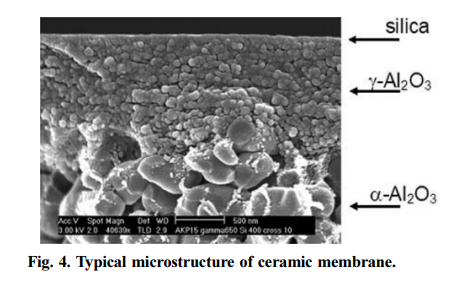 silica
γ-Al₂O₃
α-Al₂O₃
Acc.V Spot Magn Det WD 500 nm
3.00 kV 2.0 40639x TLD 2.9 AKP15 gamma650 Si 400 cross 10
Fig. 4. Typical microstructure of ceramic membrane.